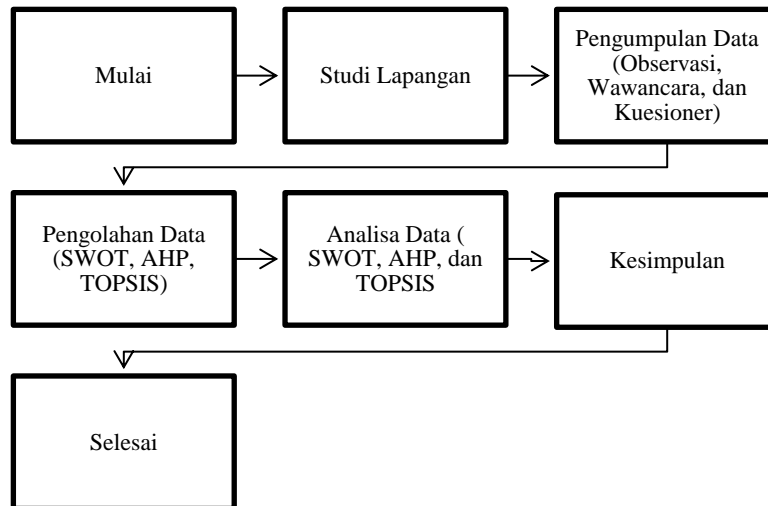 Mulai
Studi Lapangan
Pengumpulan Data
(Observasi,
Wawancara, dan
Kuesioner)
Pengolahan Data
(SWOT, AHP,
TOPSIS)
Analisa Data (
SWOT, AHP, dan
TOPSIS
Kesimpulan
Selesai